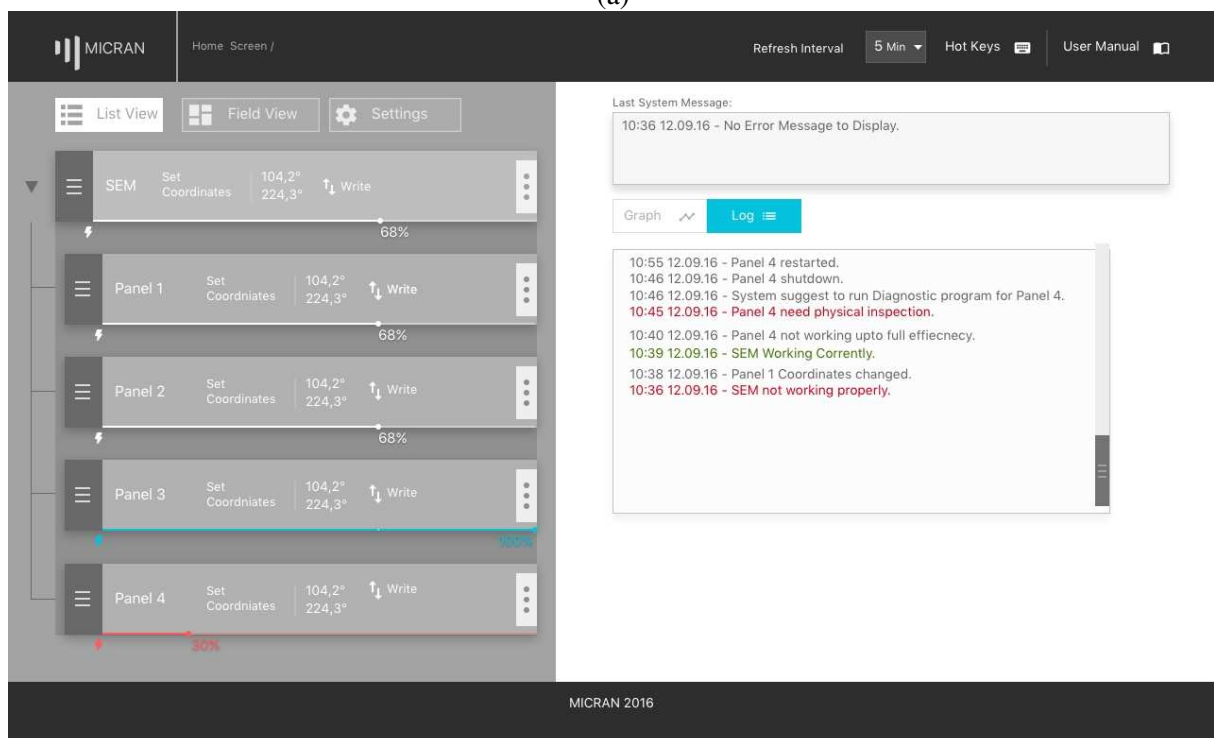 (a)
MICRAN Home Screen / Refresh Interval 5 Min Hot Keys User Manual
List View Field View Settings
SEM Set Coordinates 104,2° 224,3° Write
68%
Panel 1 Set Coordniates 104,2° 224,3° Write
68%
Panel 2 Set Coordinates 104,2° 224,3° Write
68%
Panel 3 Set Coordniates 104,2° 224,3° Write
100%
Panel 4 Set Coordniates 104,2° 224,3° Write
30%
Last System Message:
10:36 12.09.16 - No Error Message to Display.
Graph Log
10:55 12.09.16 - Panel 4 restarted.
10:46 12.09.16 - Panel 4 shutdown.
10:46 12.09.16 - System suggest to run Diagnostic program for Panel 4.
10:45 12.09.16 - Panel 4 need physical inspection.
10:40 12.09.16 - Panel 4 not working upto full effiecnecy.
10:39 12.09.16 - SEM Working Corrently.
10:38 12.09.16 - Panel 1 Coordinates changed.
10:36 12.09.16 - SEM not working properly.
MICRAN 2016